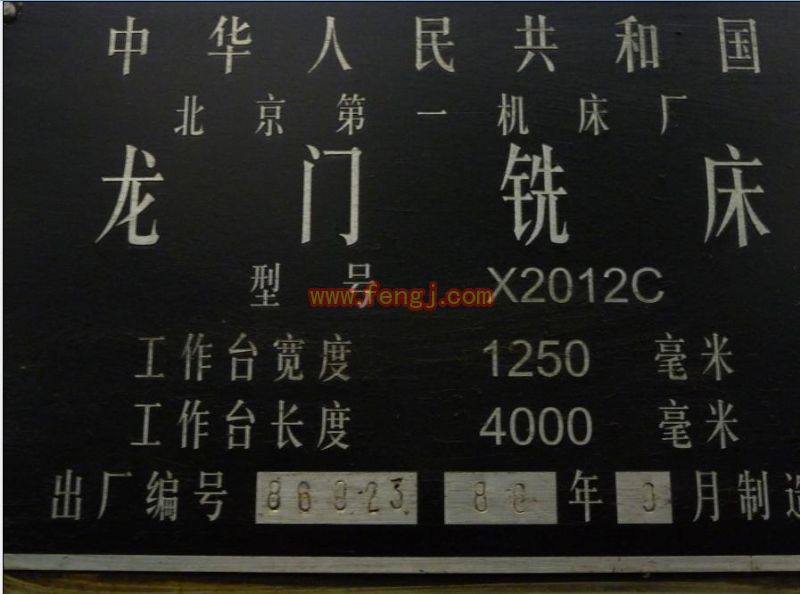 中华人民共和国
北京第一机床厂
龙门铣床
型号 X2012C
www.fengj.com
工作台宽度 1250 毫米
工作台长度 4000 毫米
出厂编号 年 月制造